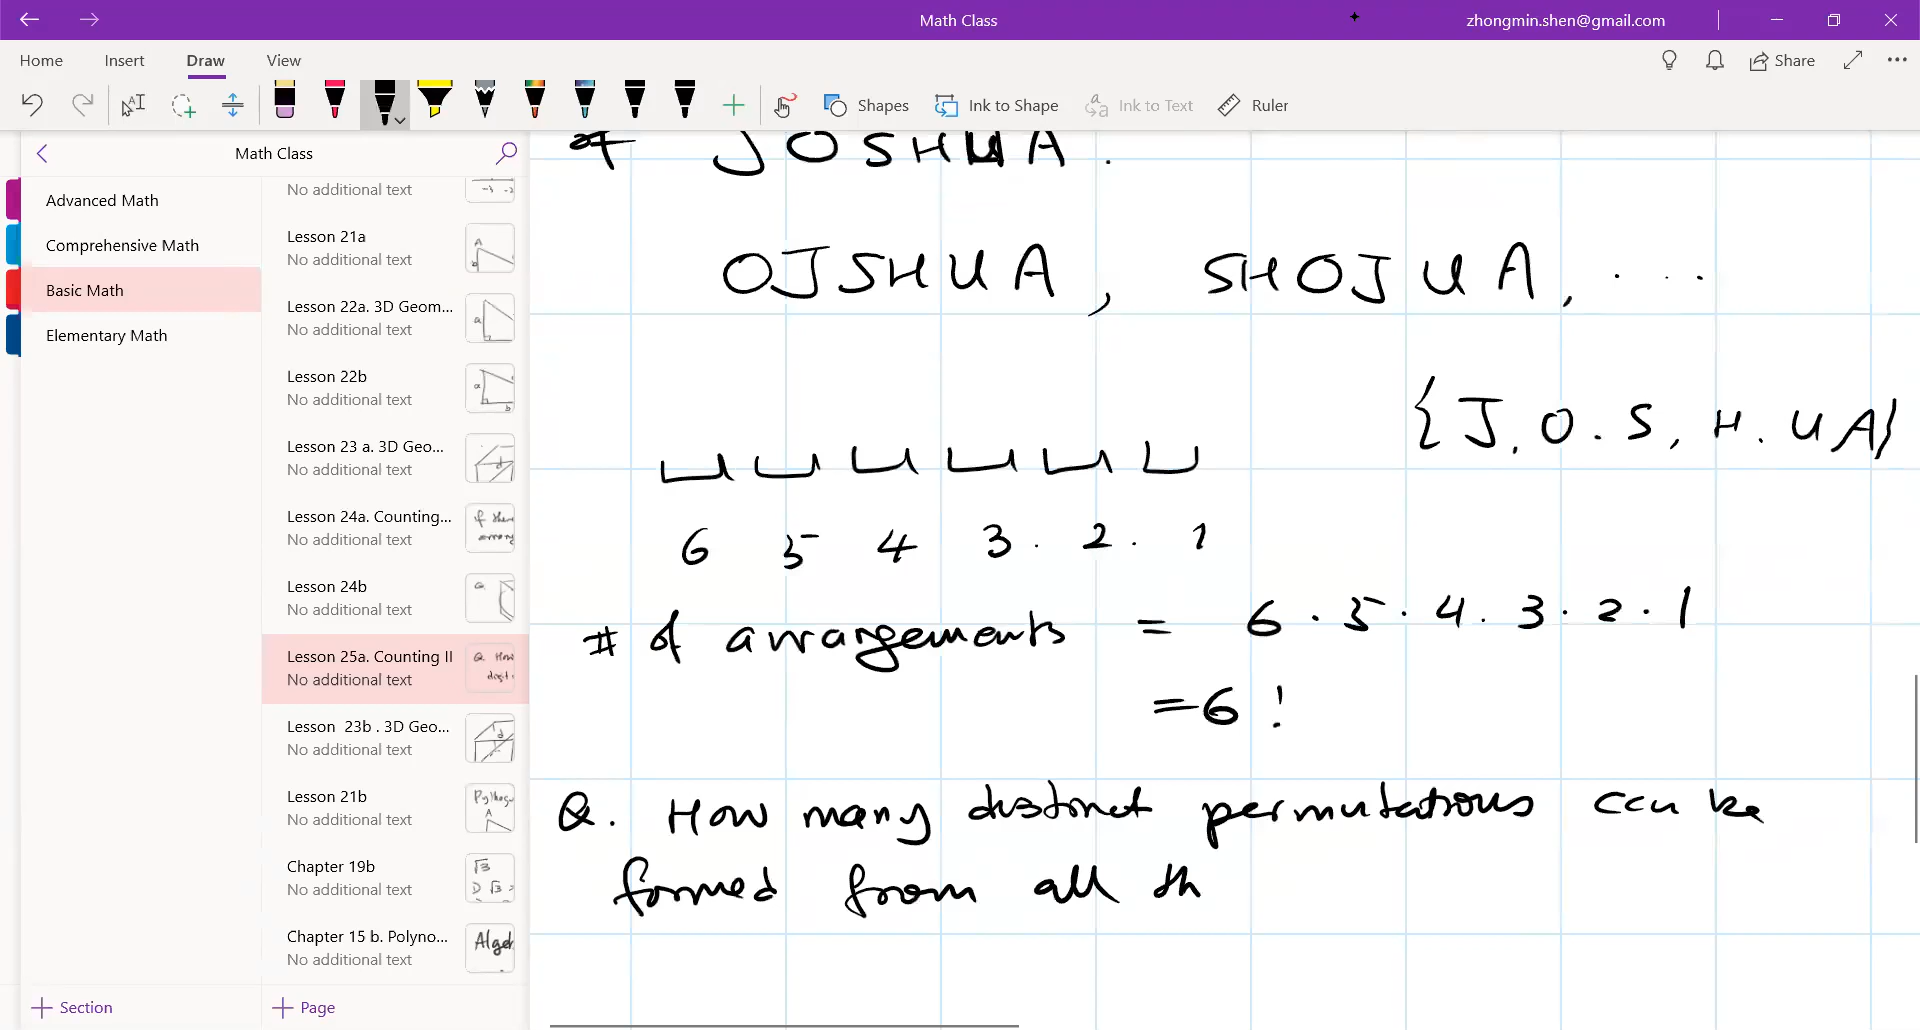 Math Class
zhongmin.shen@gmail.com
Home
Insert
Draw
View
Share
Shapes
Ink to Shape
Ink to Text
Ruler
Math Class
Advanced Math
Comprehensive Math
Basic Math
Elementary Math
No additional text
Lesson 21a
No additional text
Lesson 22a. 3D Geom...
No additional text
Lesson 22b
No additional text
Lesson 23 a. 3D Geo...
No additional text
Lesson 24a. Counting...
No additional text
Lesson 24b
No additional text
Lesson 25a. Counting II
No additional text
Lesson 23b . 3D Geo...
No additional text
Lesson 21b
No additional text
Chapter 19b
No additional text
Chapter 15 b. Polyno...
No additional text
Section
Page
of JOSHUA.
OJSHUA, SHOJUA, ...
{J.O.S,H.UA}
6 5 4 3 . 2 . 1
# of arrangements = 6 · 5 · 4 . 3 · 2 · 1
= 6 !
Q. How many distinct permutations can be
formed from all th